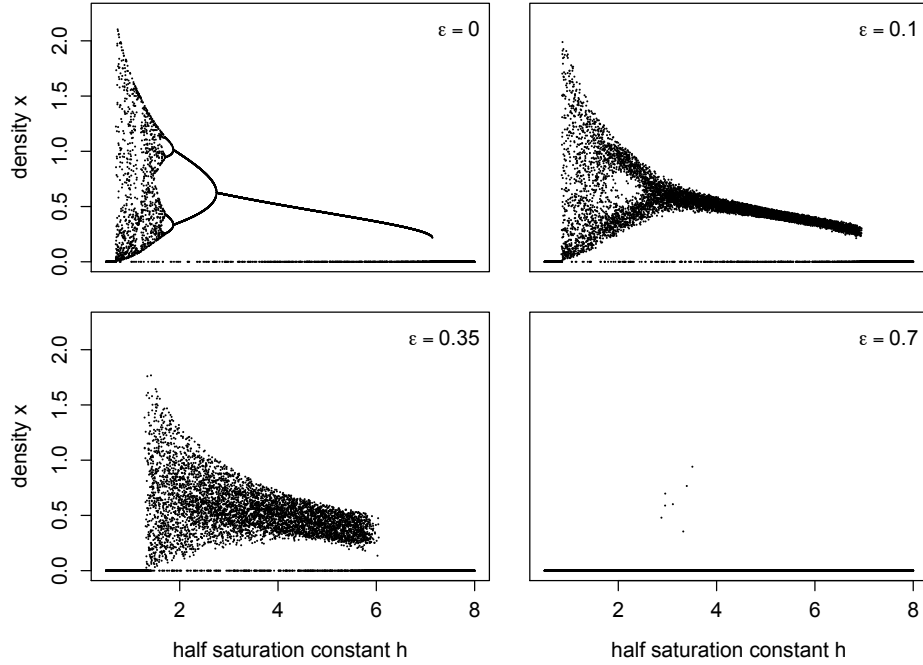 ε = 0
ε = 0.1
density x
0.0 0.5 1.0 1.5 2.0
ε = 0.35
ε = 0.7
density x
0.0 0.5 1.0 1.5 2.0
2 4 6 8
2 4 6 8
half saturation constant h
half saturation constant h